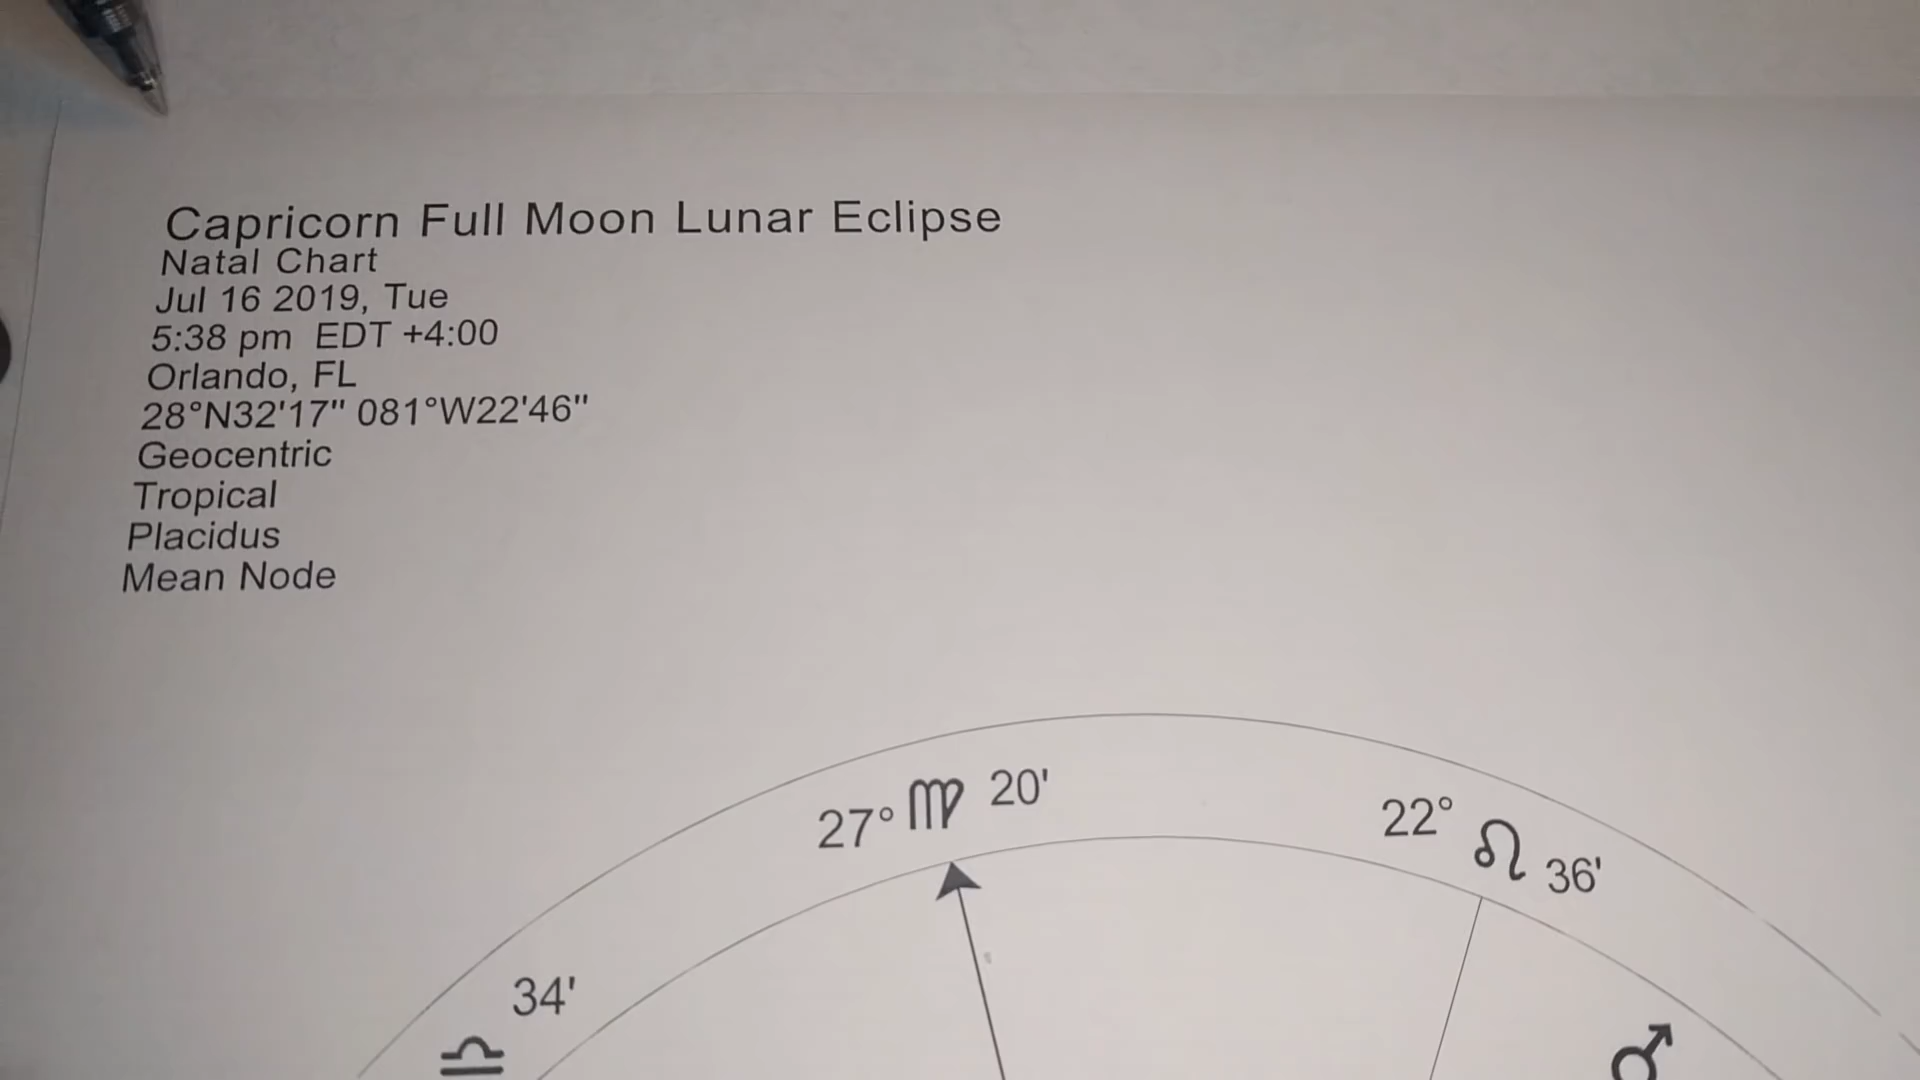 Capricorn Full Moon Lunar Eclipse
Natal Chart
Jul 16 2019, Tue
5:38 pm EDT +4:00
Orlando, FL
28°N32'17" 081°W22'46"
Geocentric
Tropical
Placidus
Mean Node
27° ♍ 20'
22° ♌ 36'
34'
♎
♂